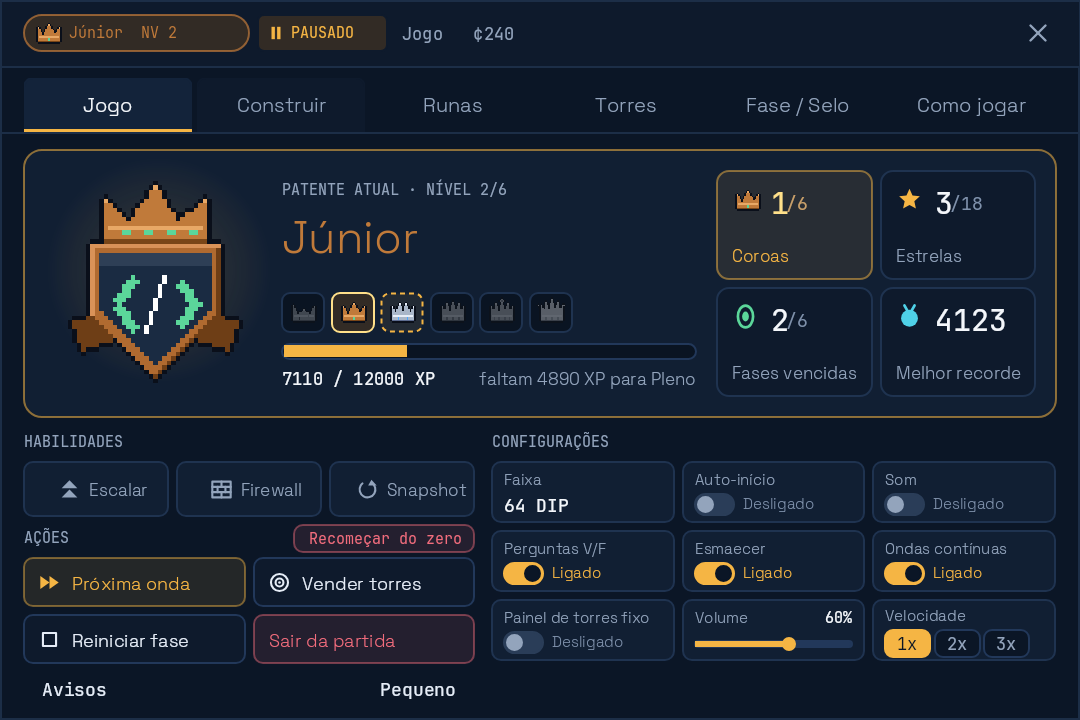 Júnior NV 2
PAUSADO
Jogo
₵240
Jogo
Construir
Runas
Torres
Fase / Selo
Como jogar
PATENTE ATUAL · NÍVEL 2/6
Júnior
7110 / 12000 XP
faltam 4890 XP para Pleno
1/6
Coroas
3/18
Estrelas
2/6
Fases vencidas
4123
Melhor recorde
HABILIDADES
Escalar
Firewall
Snapshot
AÇÕES
Recomeçar do zero
Próxima onda
Vender torres
Reiniciar fase
Sair da partida
CONFIGURAÇÕES
Faixa
64 DIP
Auto-início
Desligado
Som
Desligado
Perguntas V/F
Ligado
Esmaecer
Ligado
Ondas contínuas
Ligado
Painel de torres fixo
Desligado
Volume
60%
Velocidade
1x
2x
3x
Avisos
Pequeno